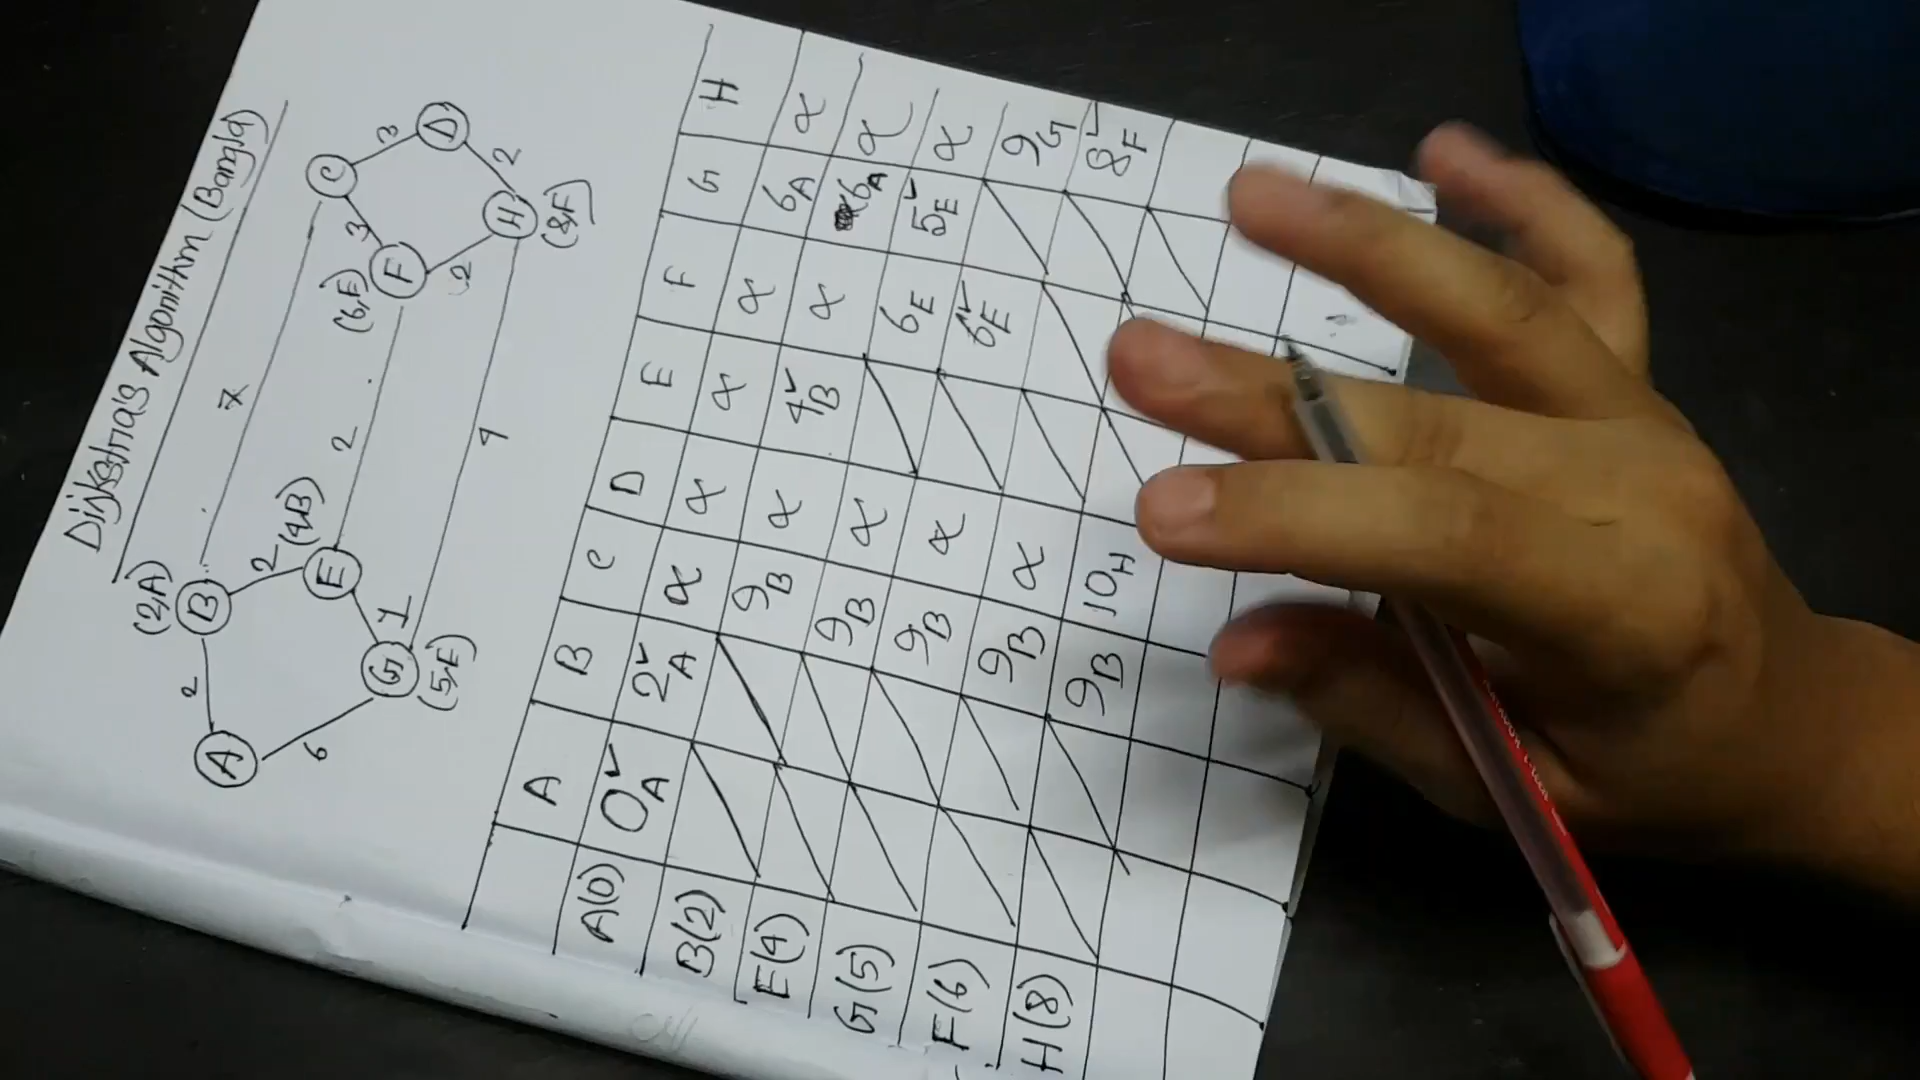 Dijkstra's Algorithm (Bangla)
(2,A)
B 7 C 3 D
2 2 (4,B) 3 2
A E 2 (6,E) F 2 H
6 1 (8,F)
G 4
(5,E)
A B C D E F G H
A(0) 0A✓ 2A✓ α α α α 6A α
B(2) 9B α 4B✓ α 6A α
E(4) 9B α 6E 5E✓ α
G(5) 9B α 6E✓ 9G
F(6) 9B α 8F✓
H(8) 9B 10H